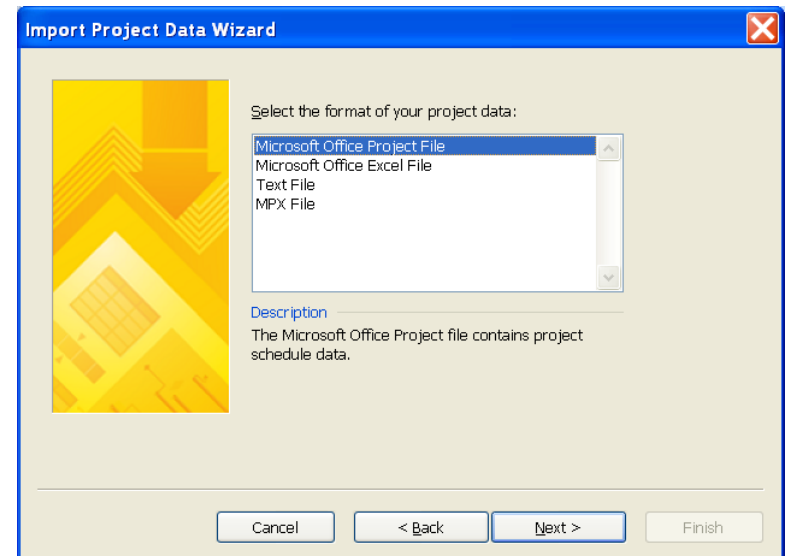 Import Project Data Wizard
Select the format of your project data:
Microsoft Office Project File
Microsoft Office Excel File
Text File
MPX File
Description
The Microsoft Office Project file contains project
schedule data.
Cancel
< Back
Next >
Finish